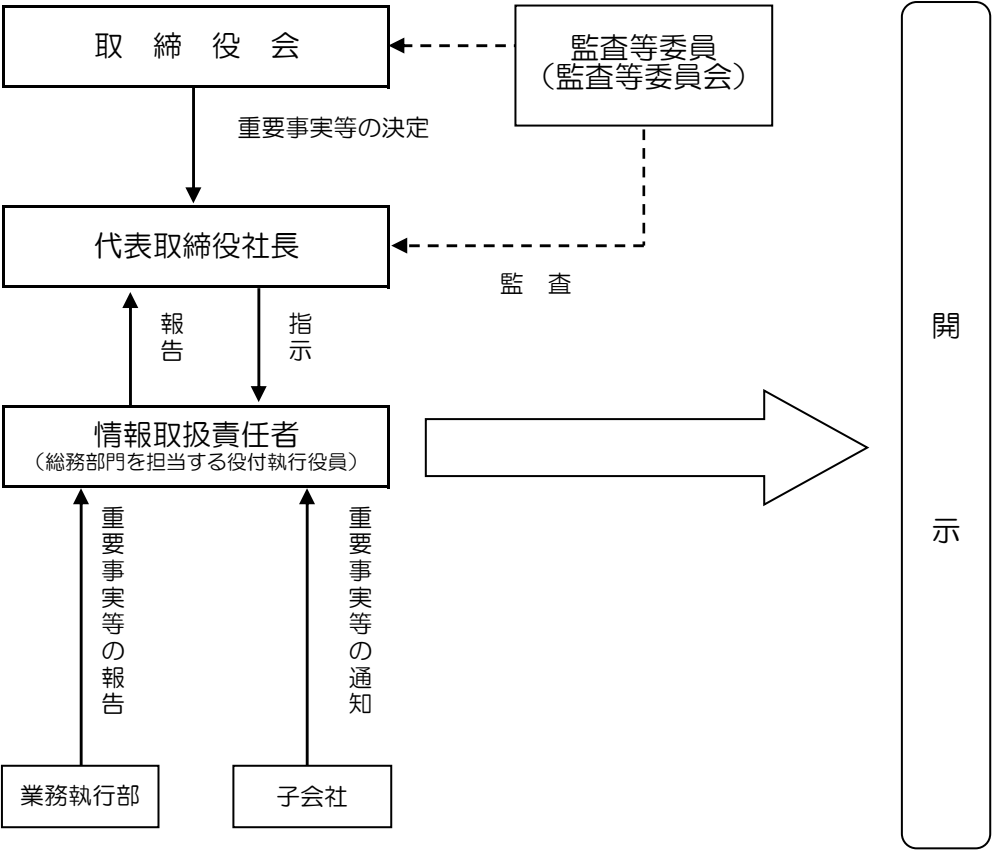 取　締　役　会
監査等委員
（監査等委員会）
重要事実等の決定
代表取締役社長
監　査
報告
指示
情報取扱責任者
（総務部門を担当する役付執行役員）
開示
重要事実等の報告
重要事実等の通知
業務執行部
子会社